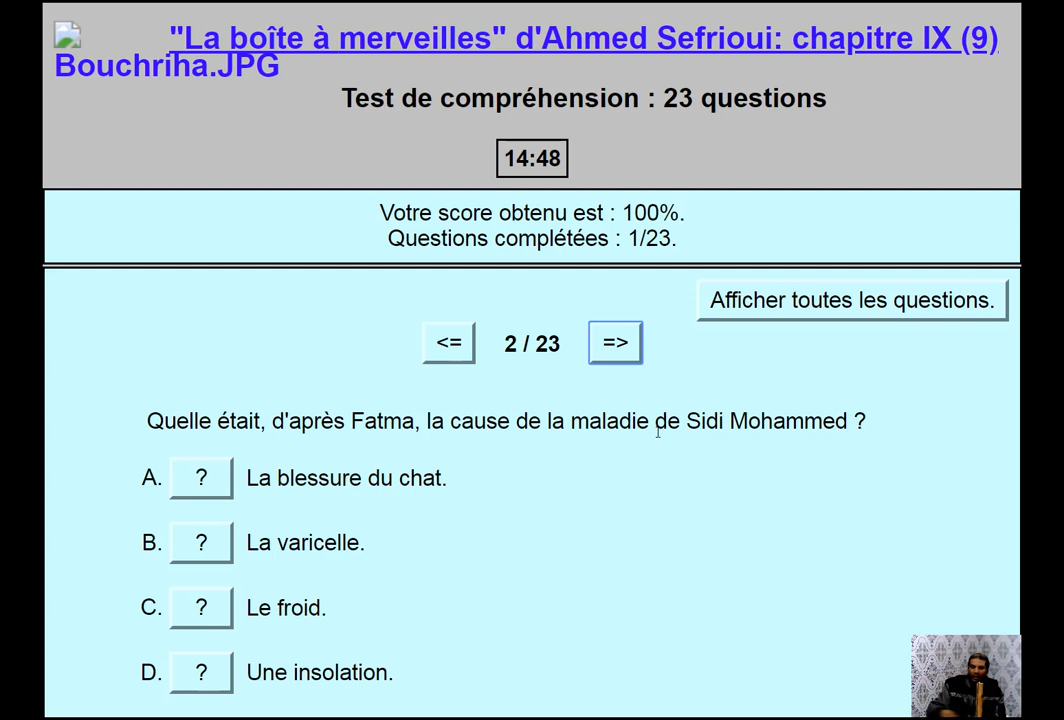 "La boîte à merveilles" d'Ahmed Sefrioui: chapitre IX (9)
Bouchriha.JPG
Test de compréhension : 23 questions
14:48
Votre score obtenu est : 100%.
Questions complétées : 1/23.
Afficher toutes les questions.
<= 2 / 23 =>
Quelle était, d'après Fatma, la cause de la maladie de Sidi Mohammed ?
A. ? La blessure du chat.
B. ? La varicelle.
C. ? Le froid.
D. ? Une insolation.